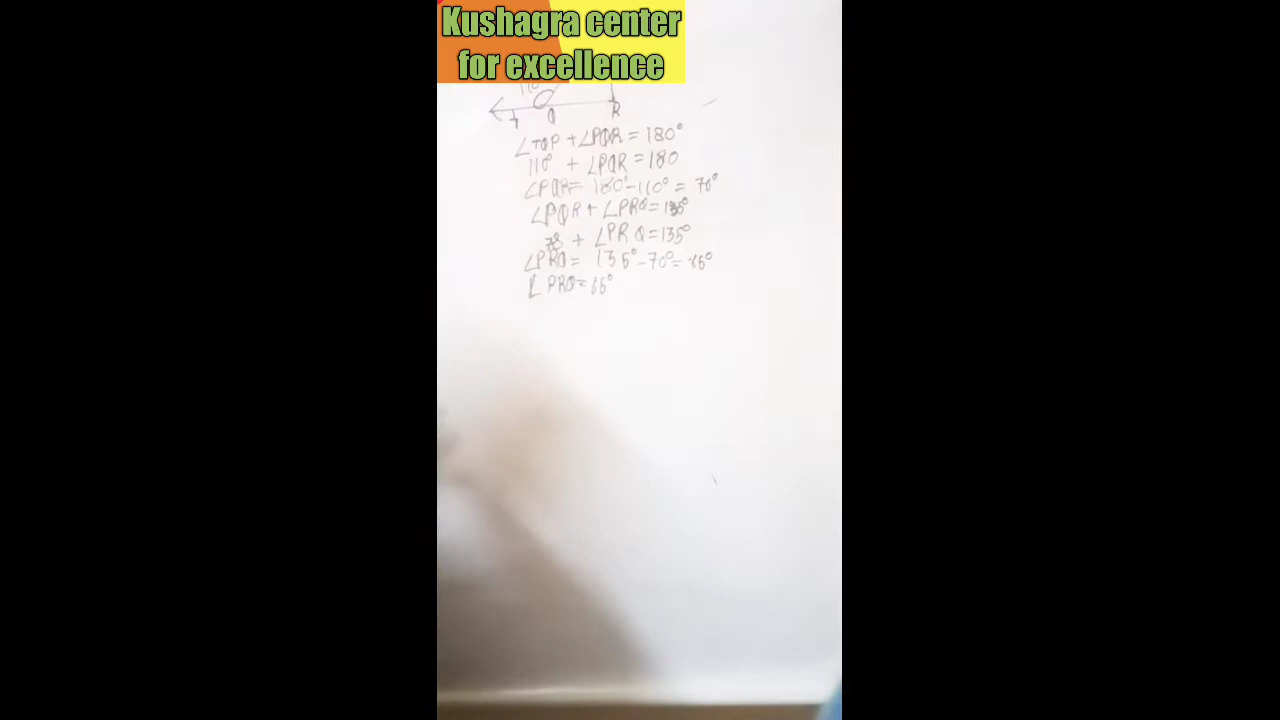 Kushagra center
for excellence
110
T Q R
∠TQP + ∠PQR = 180°
110 + ∠PQR = 180
∠PQR = 180° - 110° = 70°
∠PQR + ∠PRQ = 135°
70 + ∠PRQ = 135°
∠PRQ = 135° - 70° = 65°
∠PRQ = 65°